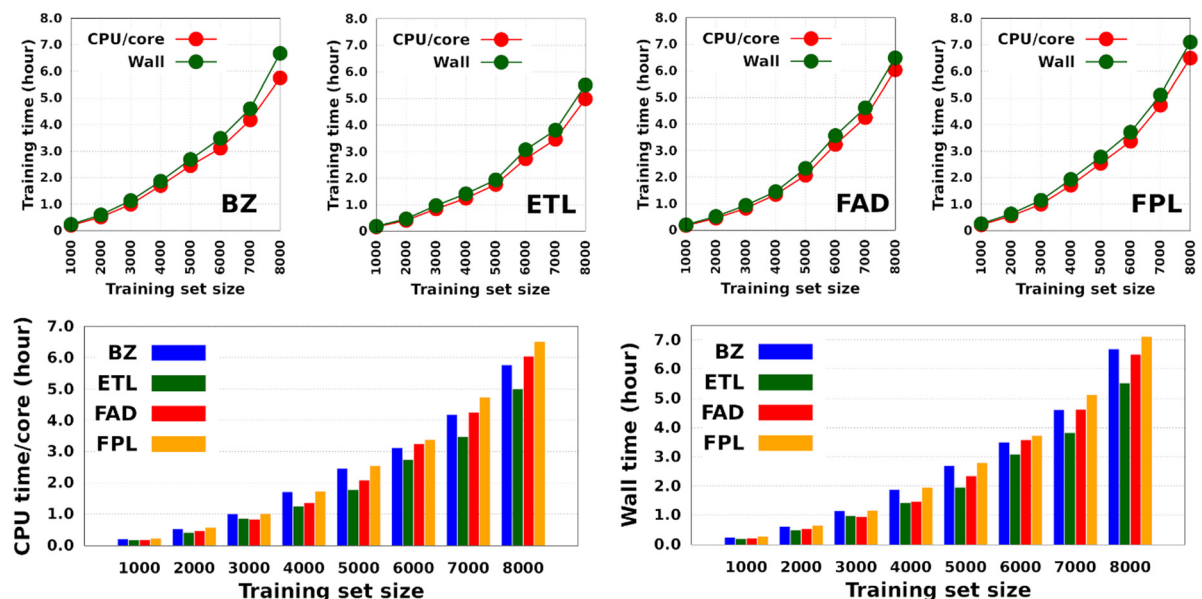 8.0
7.0
6.0
5.0
4.0
3.0
2.0
1.0
0.0
Training time (hour)
CPU/core
Wall
BZ
1000
2000
3000
4000
5000
6000
7000
8000
Training set size
8.0
7.0
6.0
5.0
4.0
3.0
2.0
1.0
0.0
Training time (hour)
CPU/core
Wall
ETL
1000
2000
3000
4000
5000
6000
7000
8000
Training set size
8.0
7.0
6.0
5.0
4.0
3.0
2.0
1.0
0.0
Training time (hour)
CPU/core
Wall
FAD
1000
2000
3000
4000
5000
6000
7000
8000
Training set size
8.0
7.0
6.0
5.0
4.0
3.0
2.0
1.0
0.0
Training time (hour)
CPU/core
Wall
FPL
1000
2000
3000
4000
5000
6000
7000
8000
Training set size
7.0
6.0
5.0
4.0
3.0
2.0
1.0
0.0
CPU time/core (hour)
BZ
ETL
FAD
FPL
1000 2000 3000 4000 5000 6000 7000 8000
Training set size
7.0
6.0
5.0
4.0
3.0
2.0
1.0
0.0
Wall time (hour)
BZ
ETL
FAD
FPL
1000 2000 3000 4000 5000 6000 7000 8000
Training set size